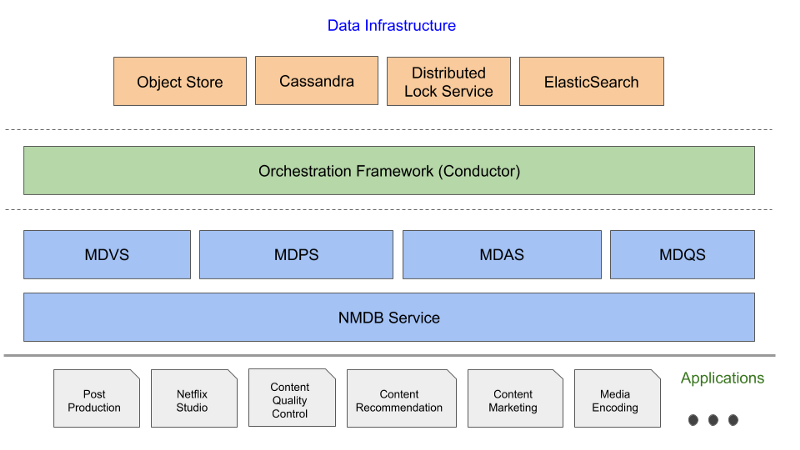 Data Infrastructure
Object Store
Cassandra
Distributed
Lock Service
ElasticSearch
Orchestration Framework (Conductor)
MDVS
MDPS
MDAS
MDQS
NMDB Service
Post
Production
Netflix
Studio
Content
Quality
Control
Content
Recommendation
Content
Marketing
Media
Encoding
Applications